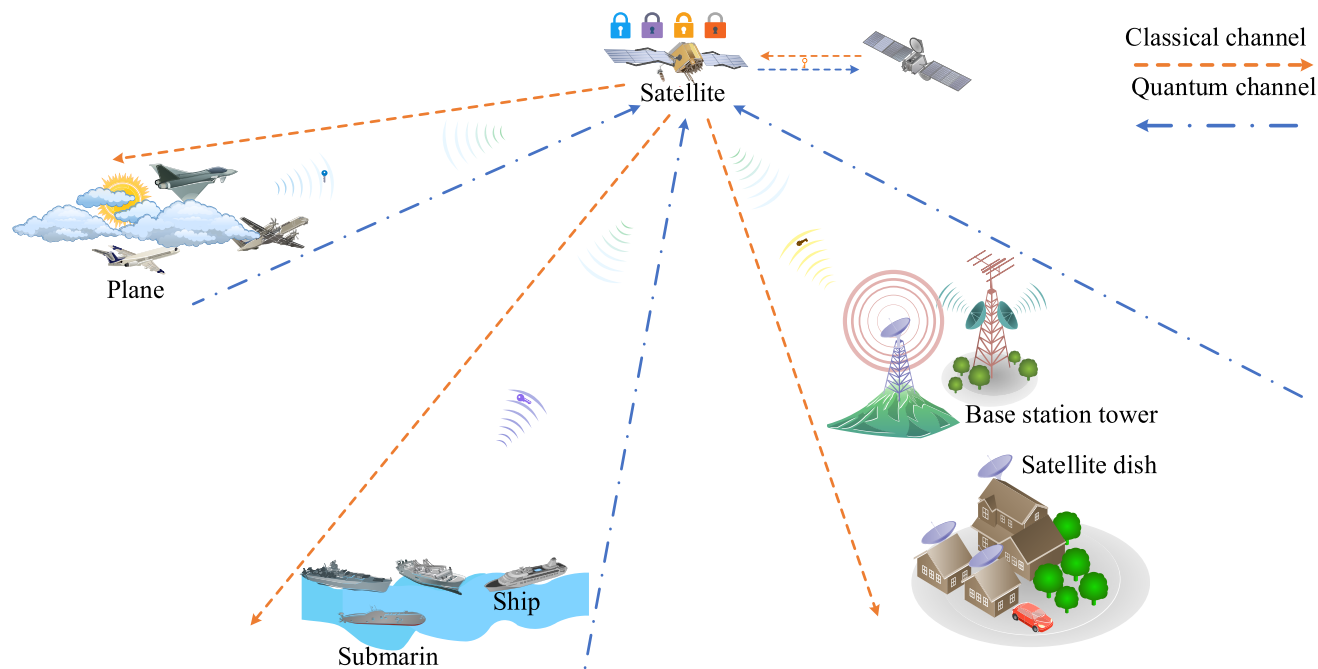 Classical channel
Quantum channel
Satellite
Plane
Base station tower
Satellite dish
Ship
Submarin